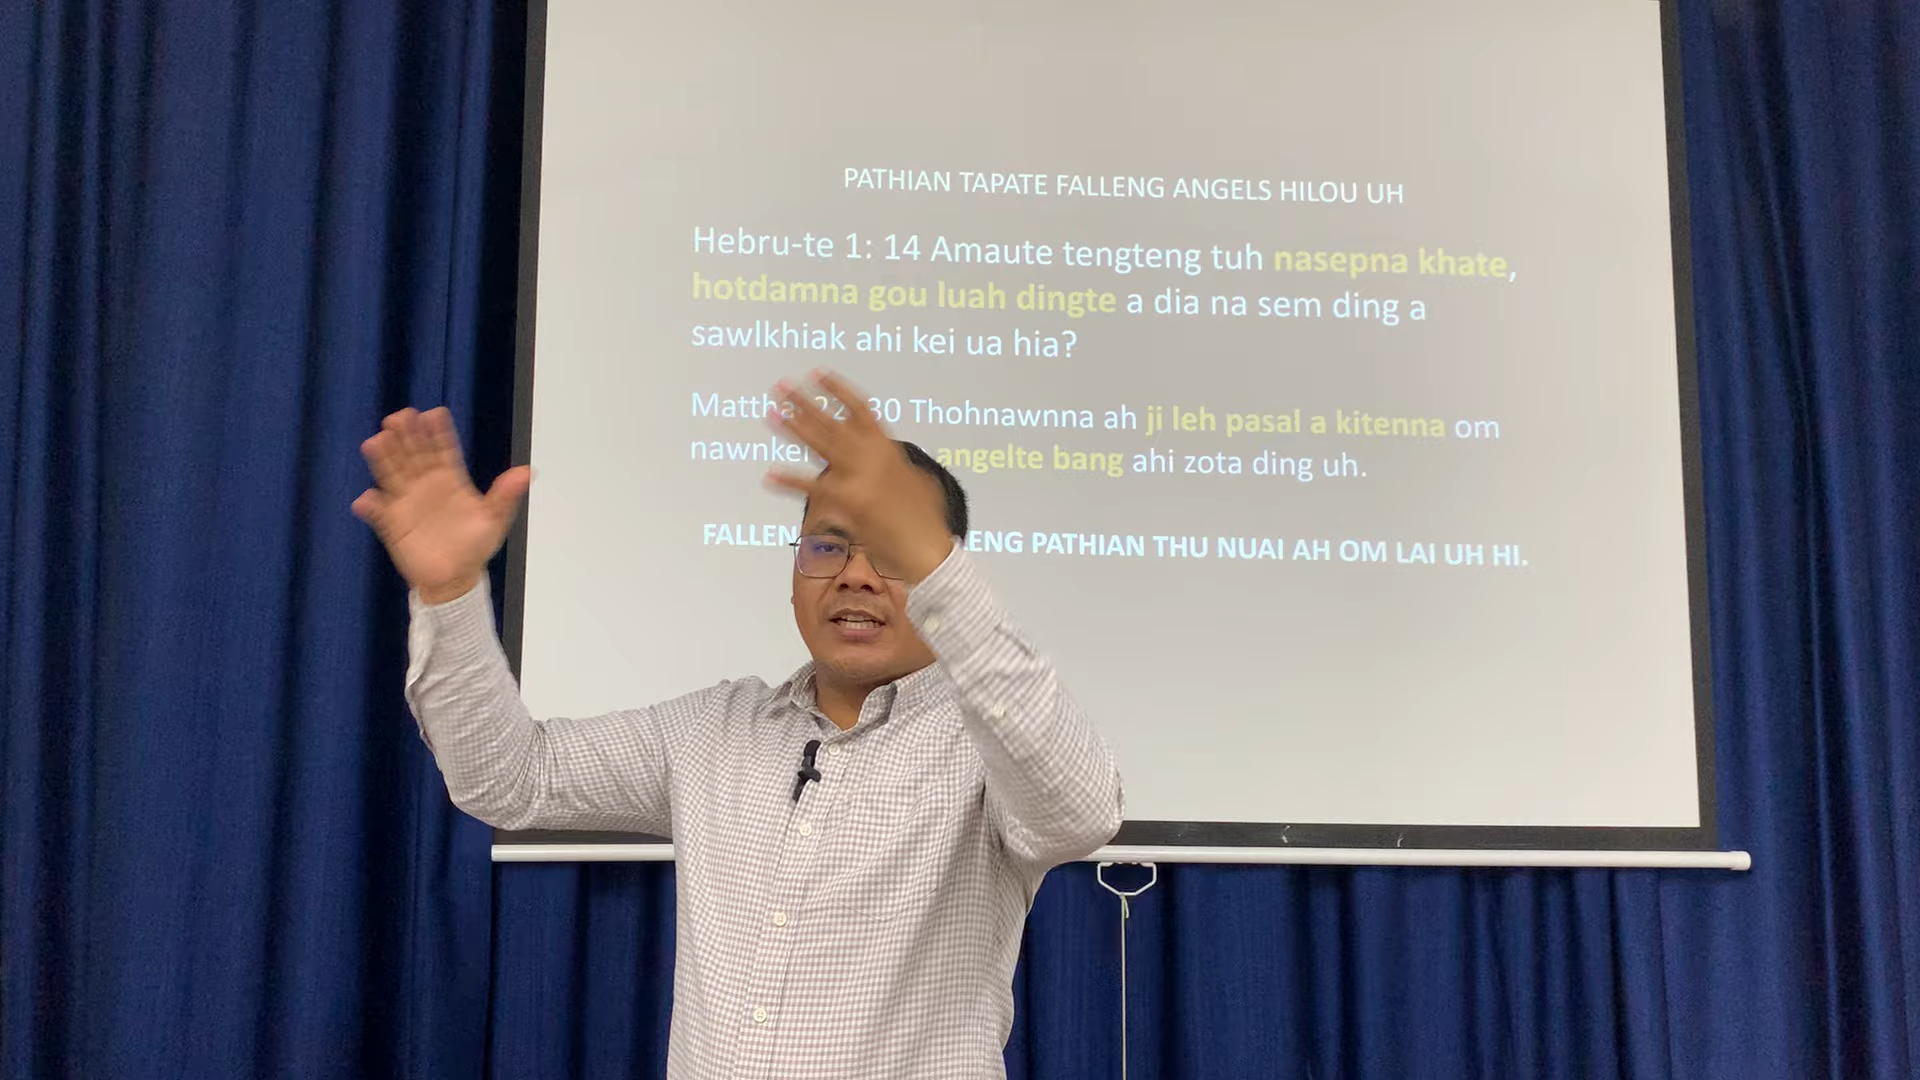 PATHIAN TAPATE FALLENG ANGELS HILOU UH
Hebru-te 1: 14 Amaute tengteng tuh nasepna khate,
hotdamna gou luah dingte a dia na sem ding a
sawlkhiak ahi kei ua hia?
30 Thohnawnna ah ji leh pasal a kitenna om
angelte bang ahi zota ding uh.
PATHIAN THU NUAI AH OM LAI UH HI.